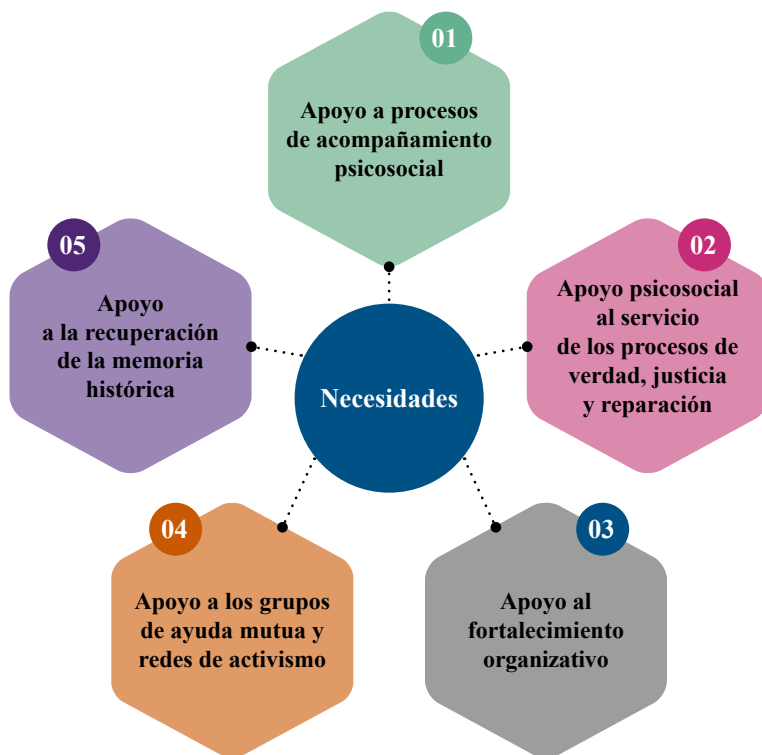 01
Apoyo a procesos
de acompañamiento
psicosocial
02
Apoyo psicosocial
al servicio
de los procesos de
verdad, justicia
y reparación
03
Apoyo al
fortalecimiento
organizativo
04
Apoyo a los grupos
de ayuda mutua y
redes de activismo
05
Apoyo
a la recuperación
de la memoria
histórica
Necesidades